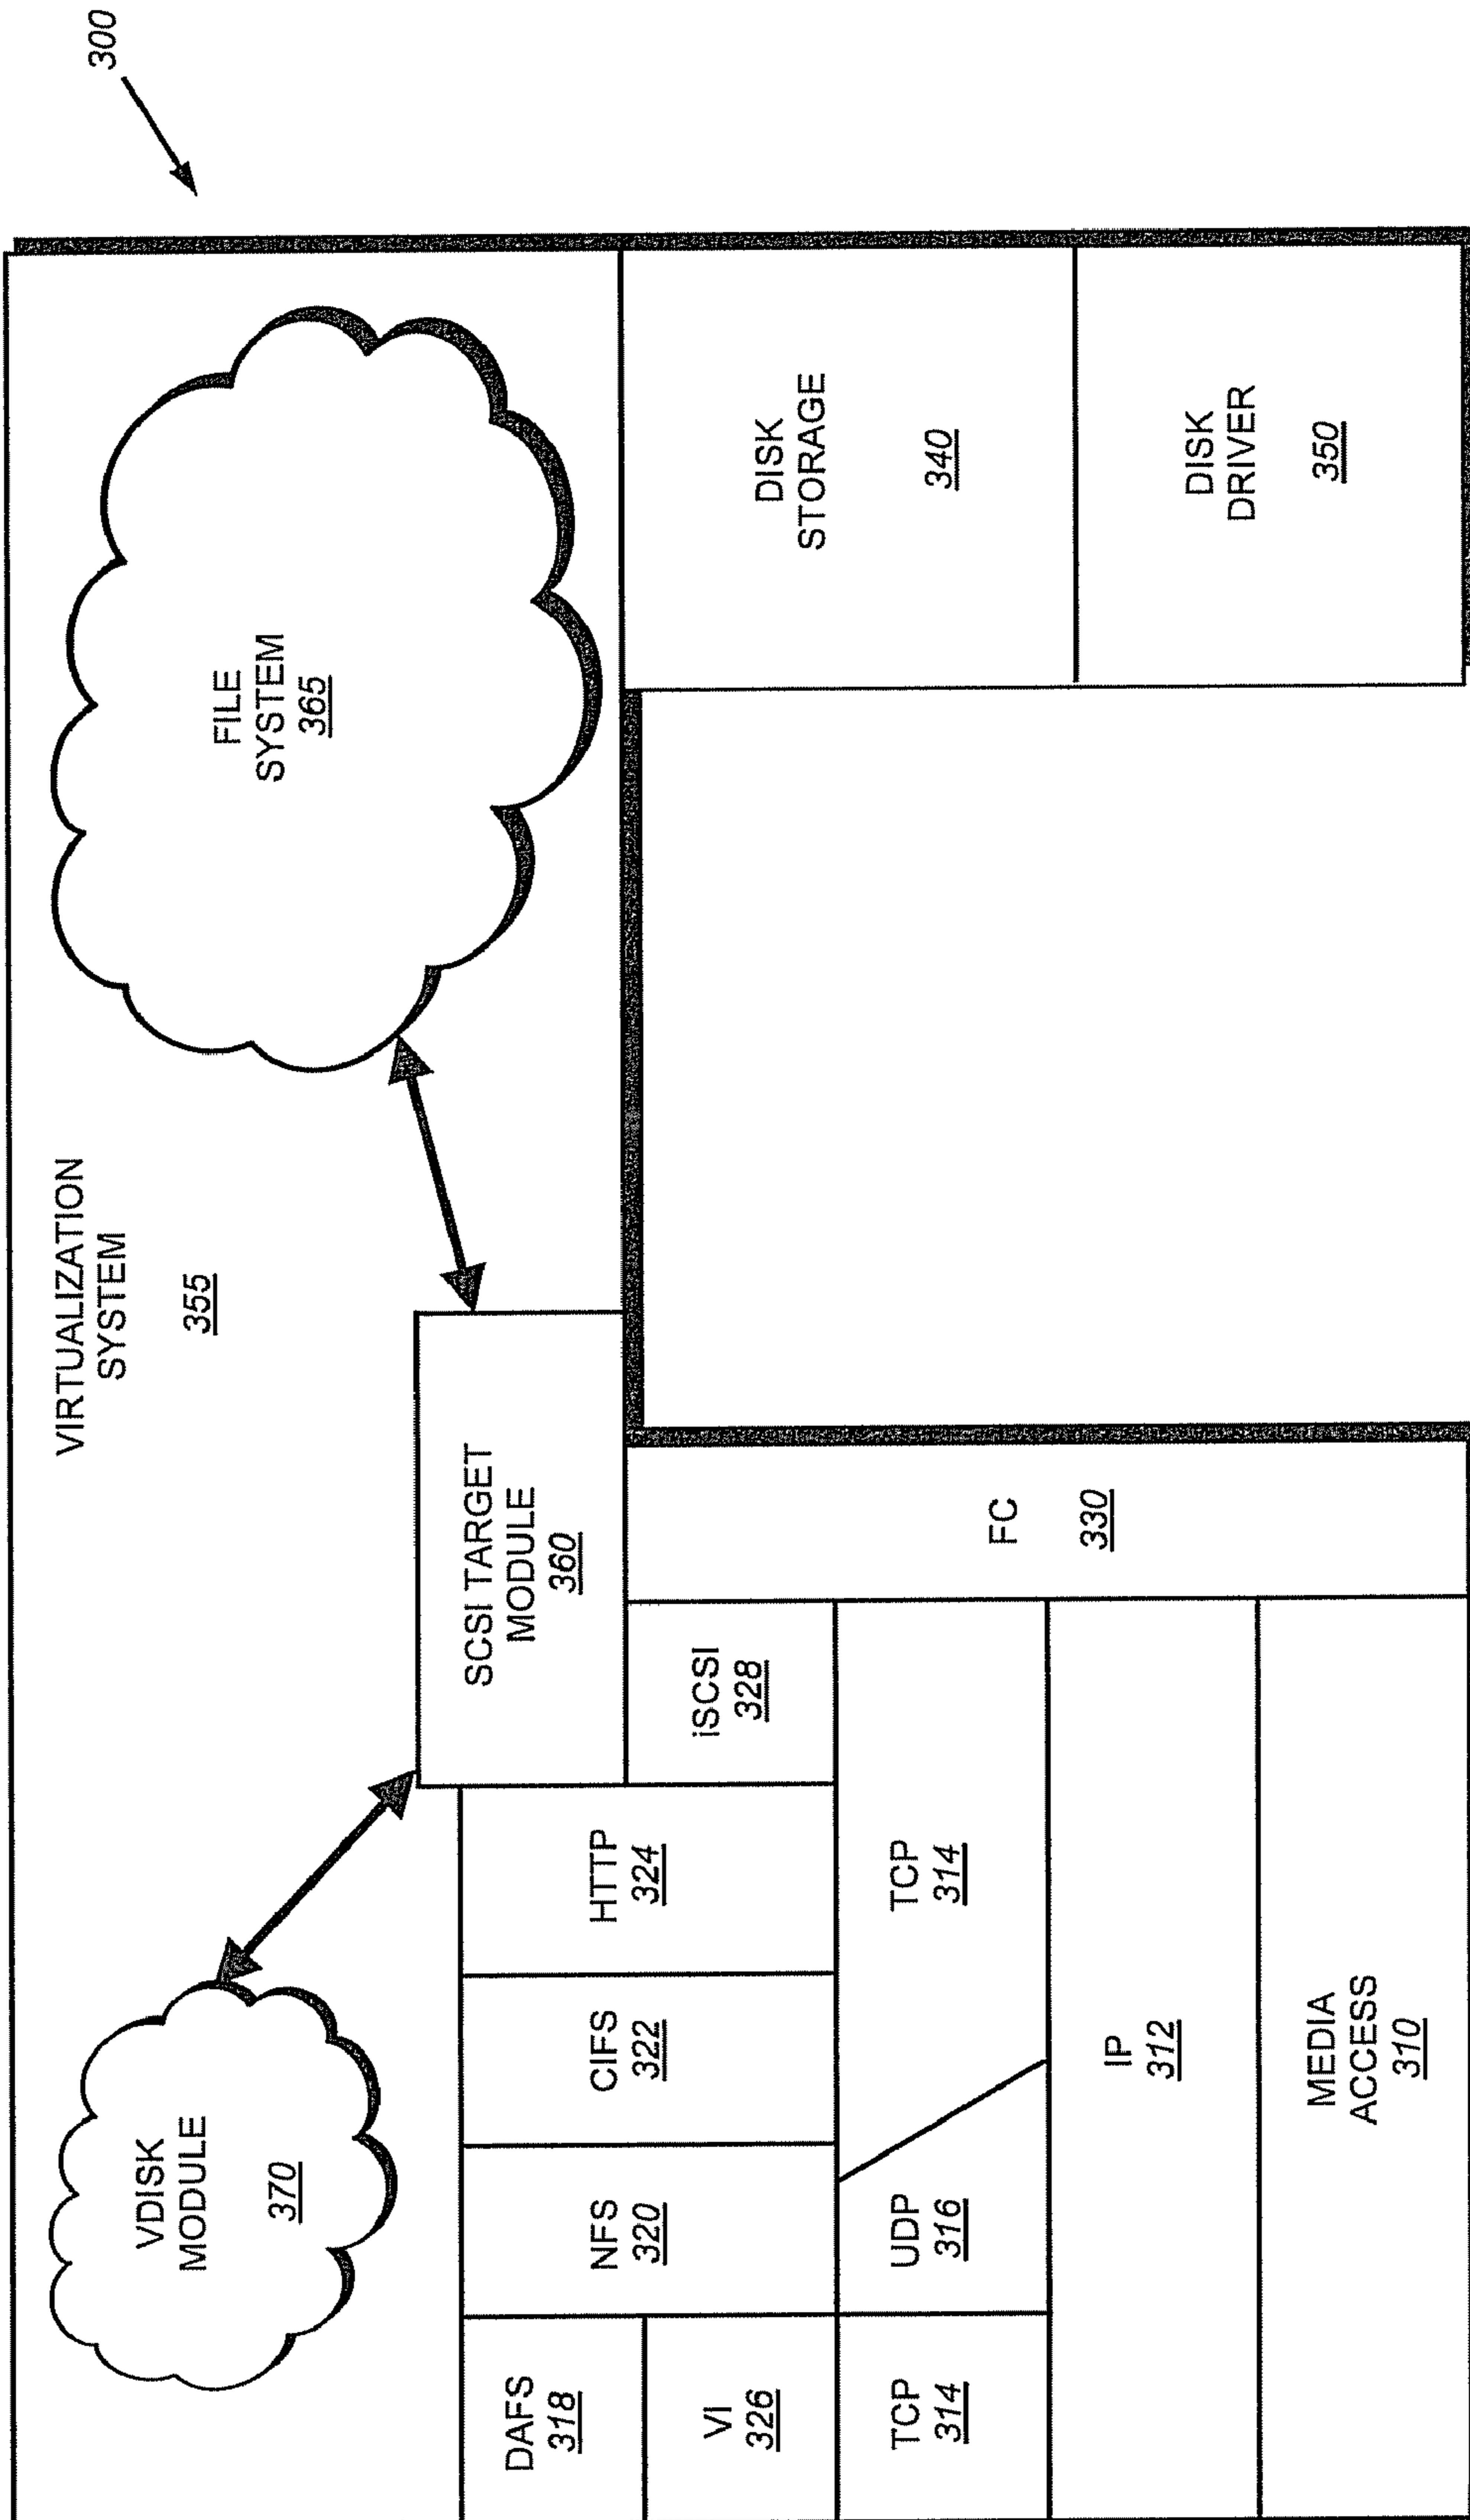 300
VIRTUALIZATION
SYSTEM
355
VDISK
MODULE
370
FILE
SYSTEM
365
SCSI TARGET
MODULE
360
DAFS
318
VI
326
NFS
320
CIFS
322
HTTP
324
iSCSI
328
FC
330
TCP
314
UDP
316
TCP
314
IP
312
MEDIA
ACCESS
310
DISK
STORAGE
340
DISK
DRIVER
350